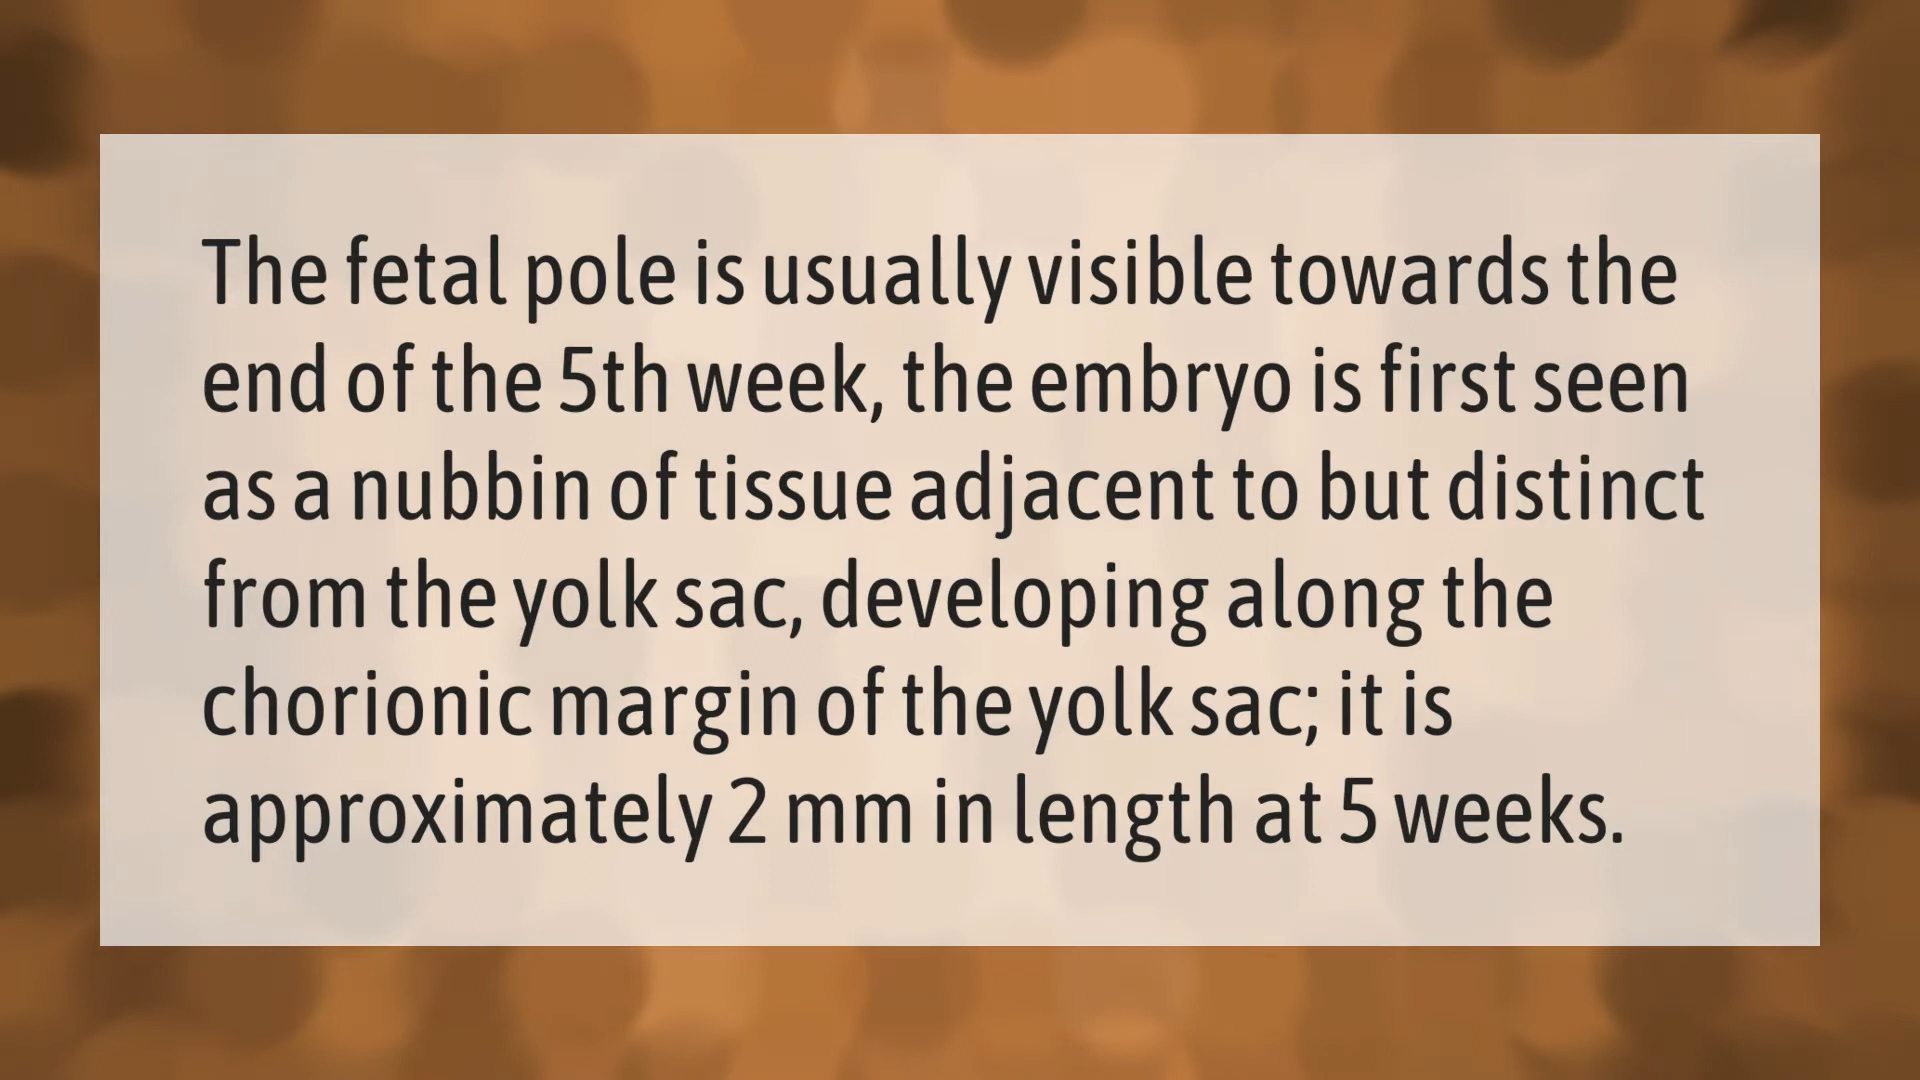 The fetal pole is usually visible towards the
end of the 5th week, the embryo is first seen
as a nubbin of tissue adjacent to but distinct
from the yolk sac, developing along the
chorionic margin of the yolk sac; it is
approximately 2 mm in length at 5 weeks.